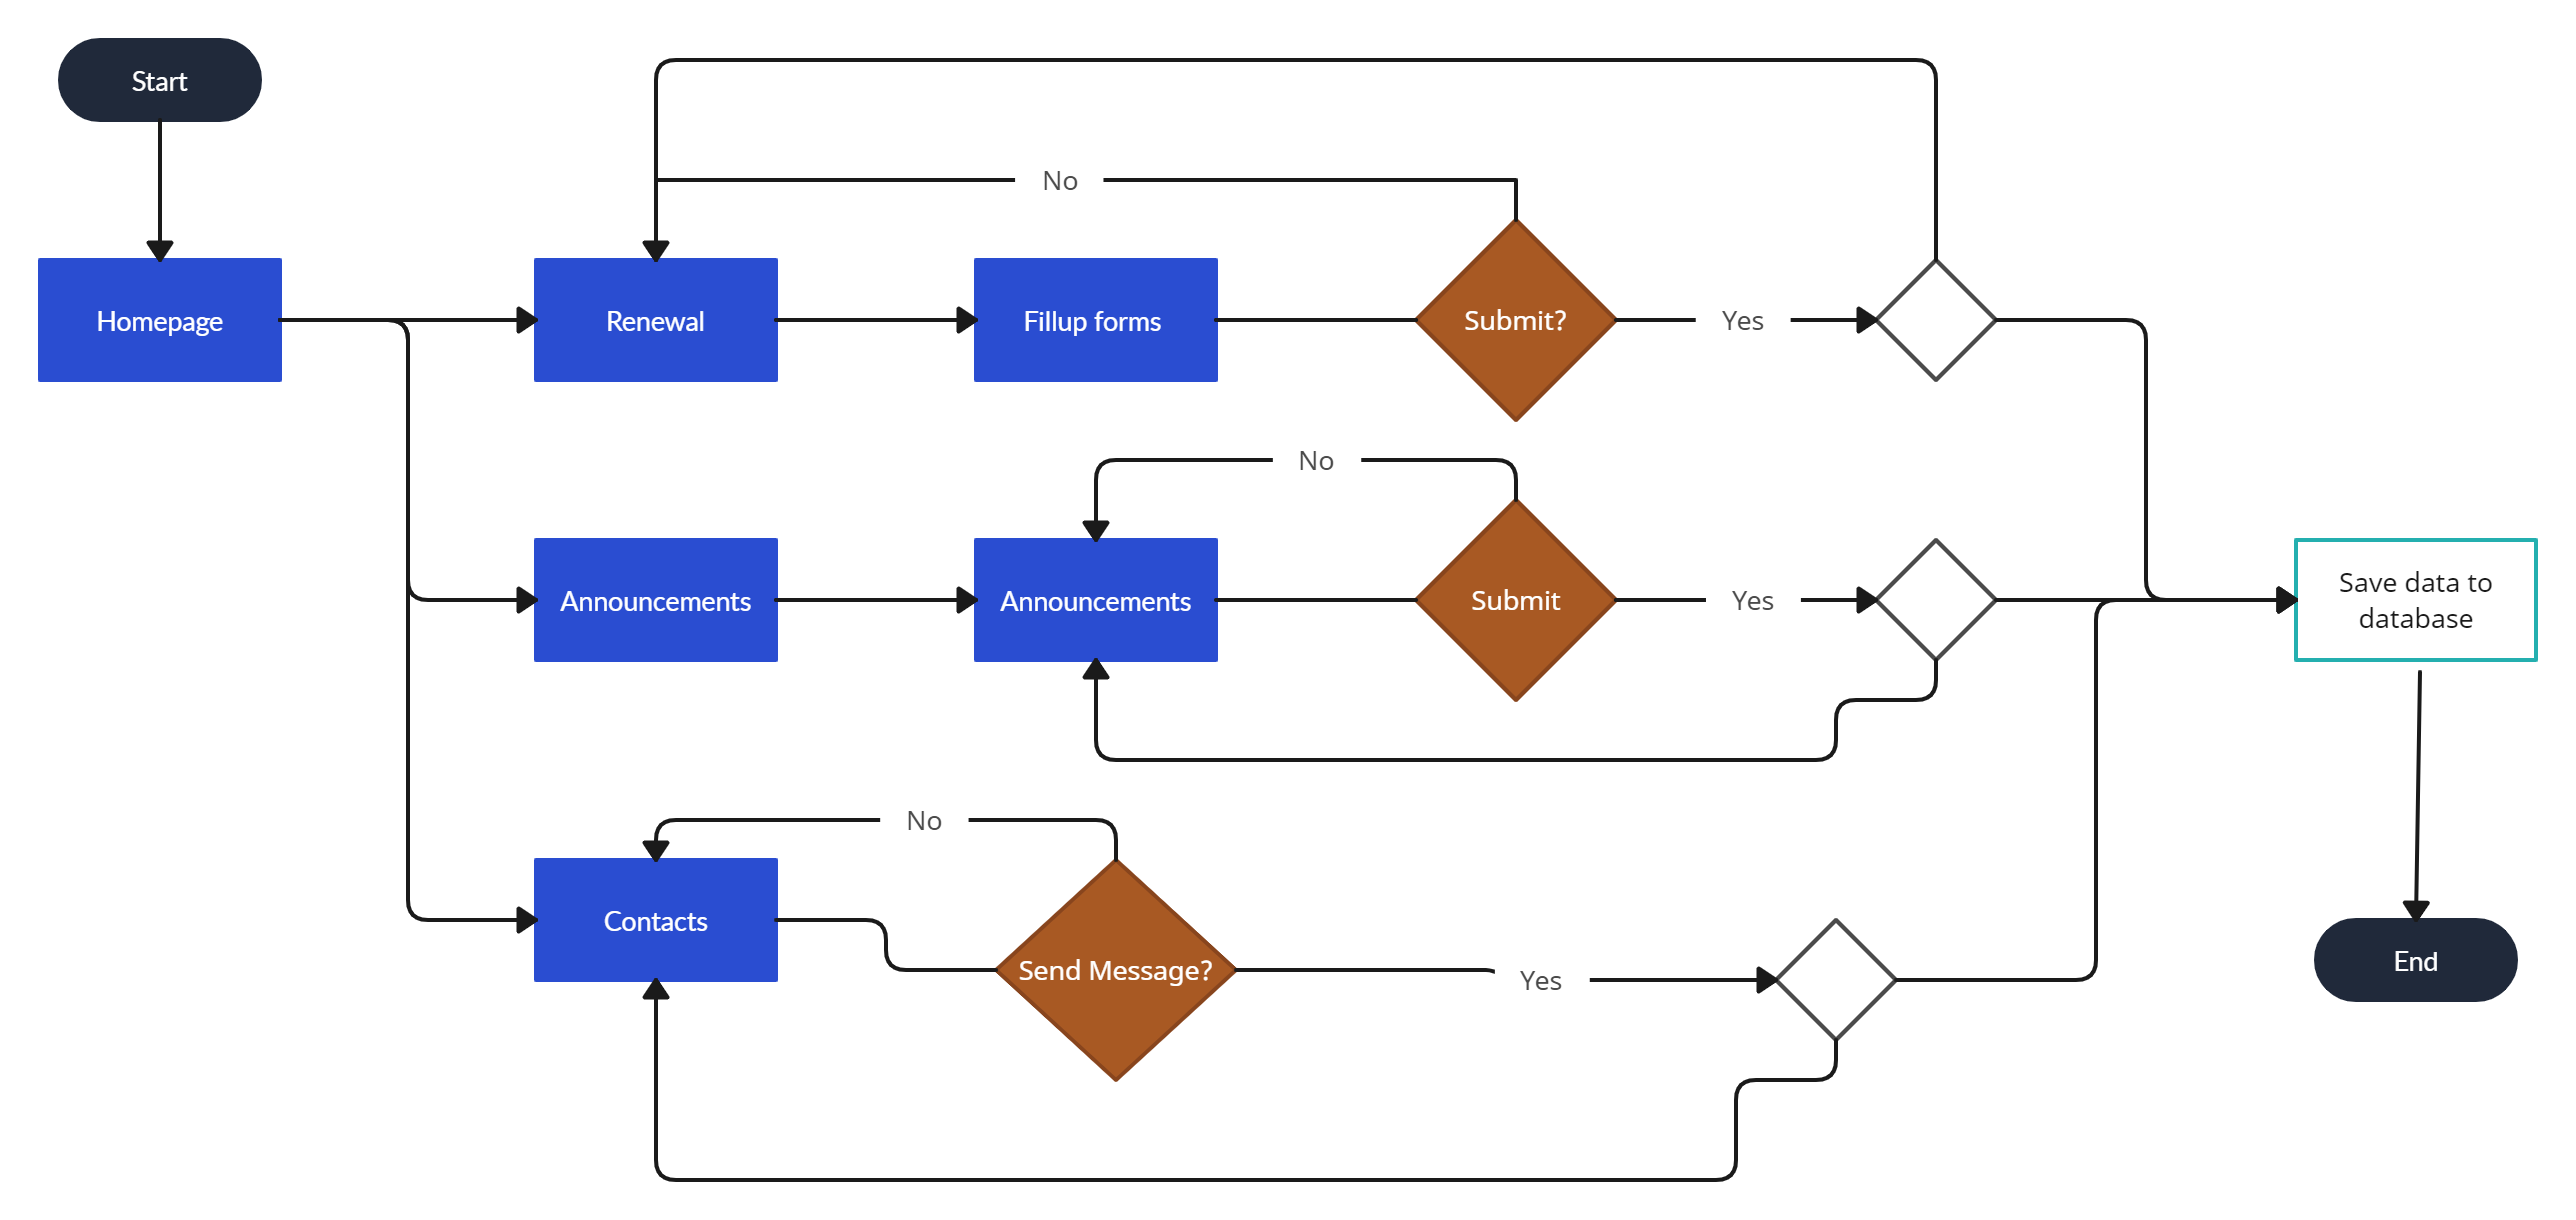 Start
No
Homepage
Renewal
Fillup forms
Submit?
Yes
No
Announcements
Announcements
Submit
Yes
Save data to
database
No
Contacts
Send Message?
Yes
End